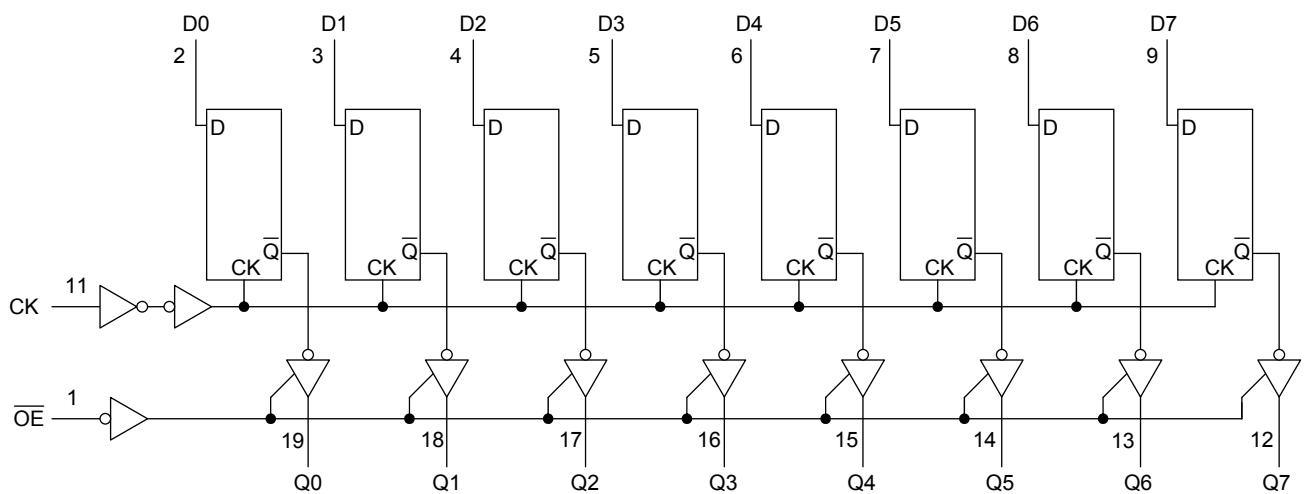 D0 D1 D2 D3 D4 D5 D6 D7
2 3 4 5 6 7 8 9
D D D D D D D D
Q̅ Q̅ Q̅ Q̅ Q̅ Q̅ Q̅ Q̅
CK CK CK CK CK CK CK CK
CK 11
O̅E̅ 1
19 18 17 16 15 14 13 12
Q0 Q1 Q2 Q3 Q4 Q5 Q6 Q7